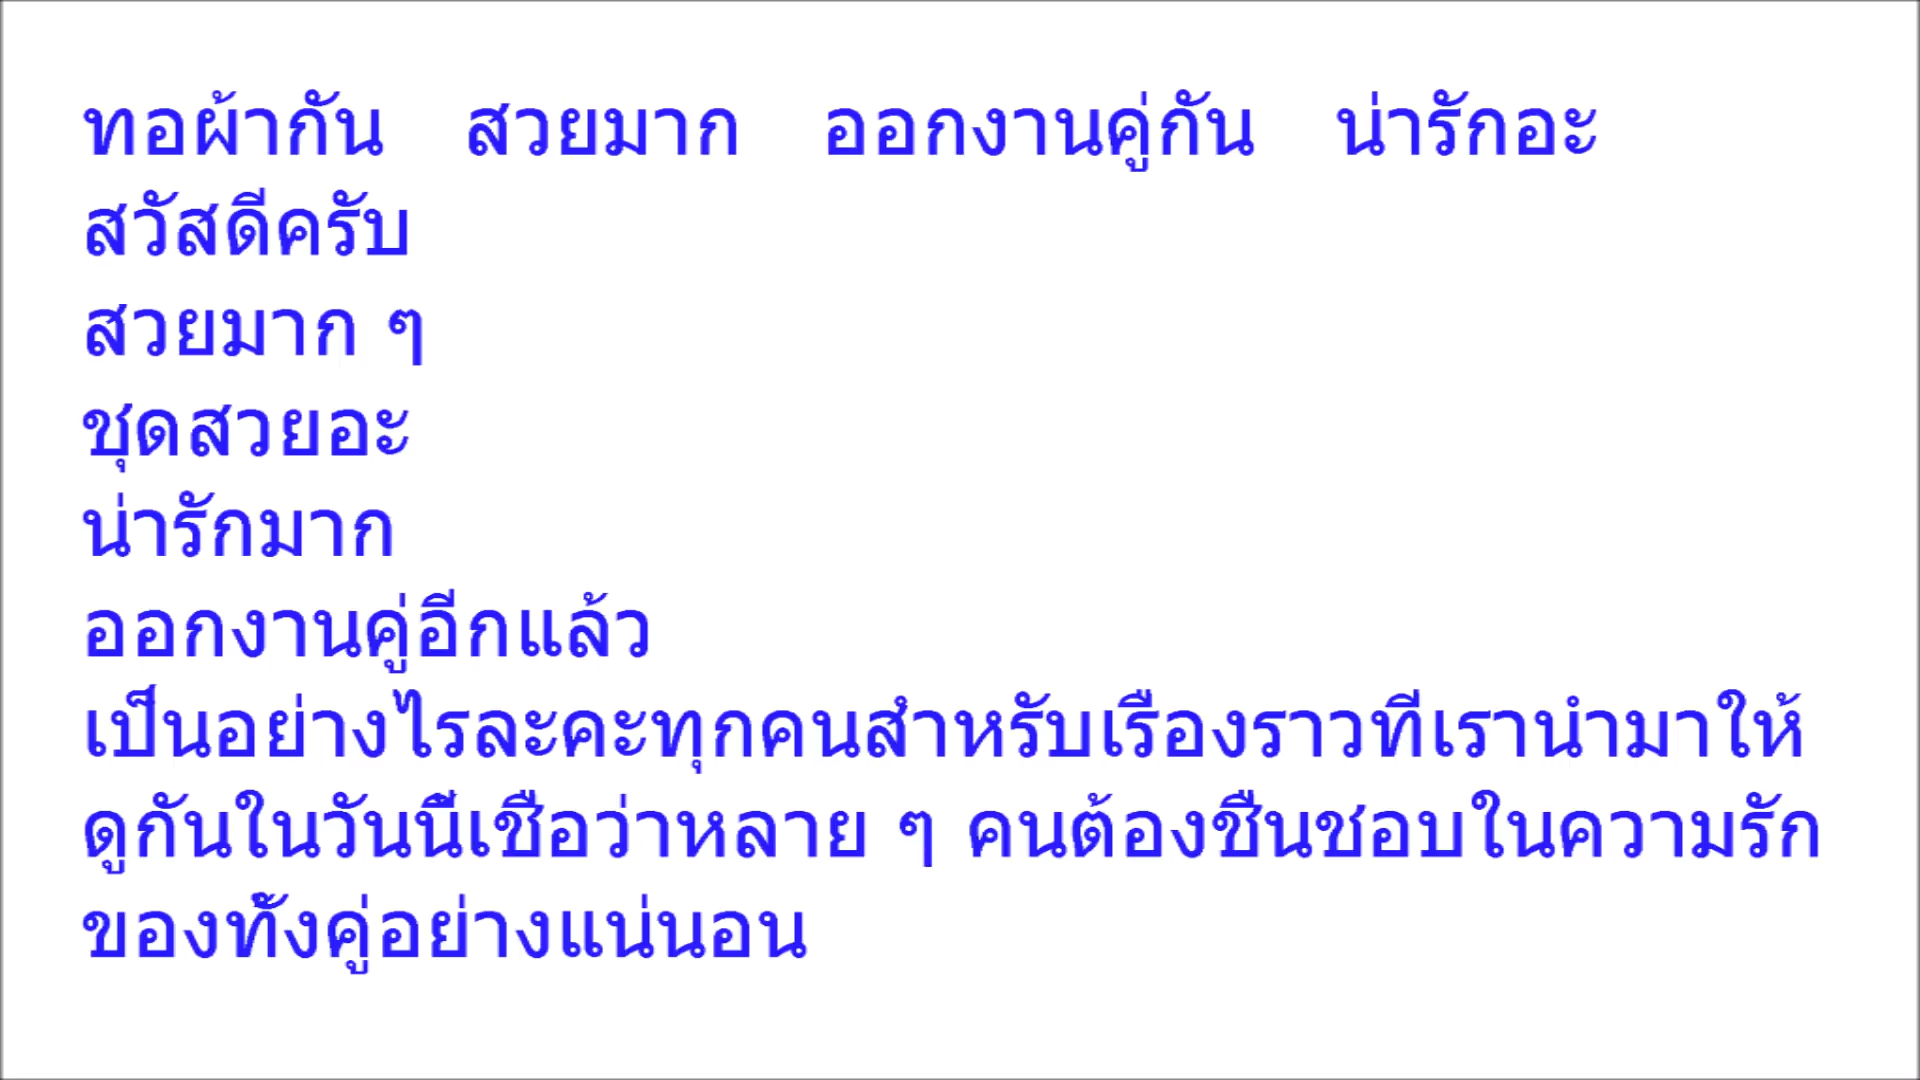 ทอผ้ากัน   สวยมาก   ออกงานคู่กัน   น่ารักอะ
สวัสดีครับ
สวยมาก ๆ
ชุดสวยอะ
น่ารักมาก
ออกงานคู่อีกแล้ว
เป็นอย่างไรละคะทุกคนสำหรับเรื่องราวที่เรานำมาให้
ดูกันในวันนี้เชื่อว่าหลาย ๆ คนต้องชื่นชอบในความรัก
ของทั้งคู่อย่างแน่นอน